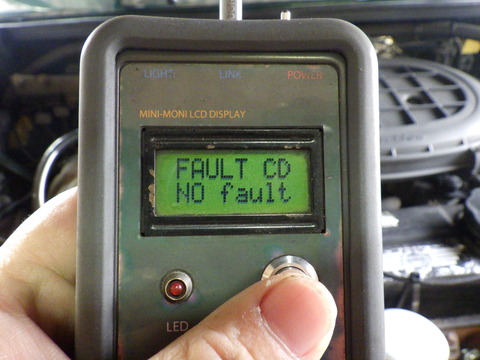 LIGHT LINK POWER
MINI-MONI LCD DISPLAY
FAULT CD
NO fault
LED